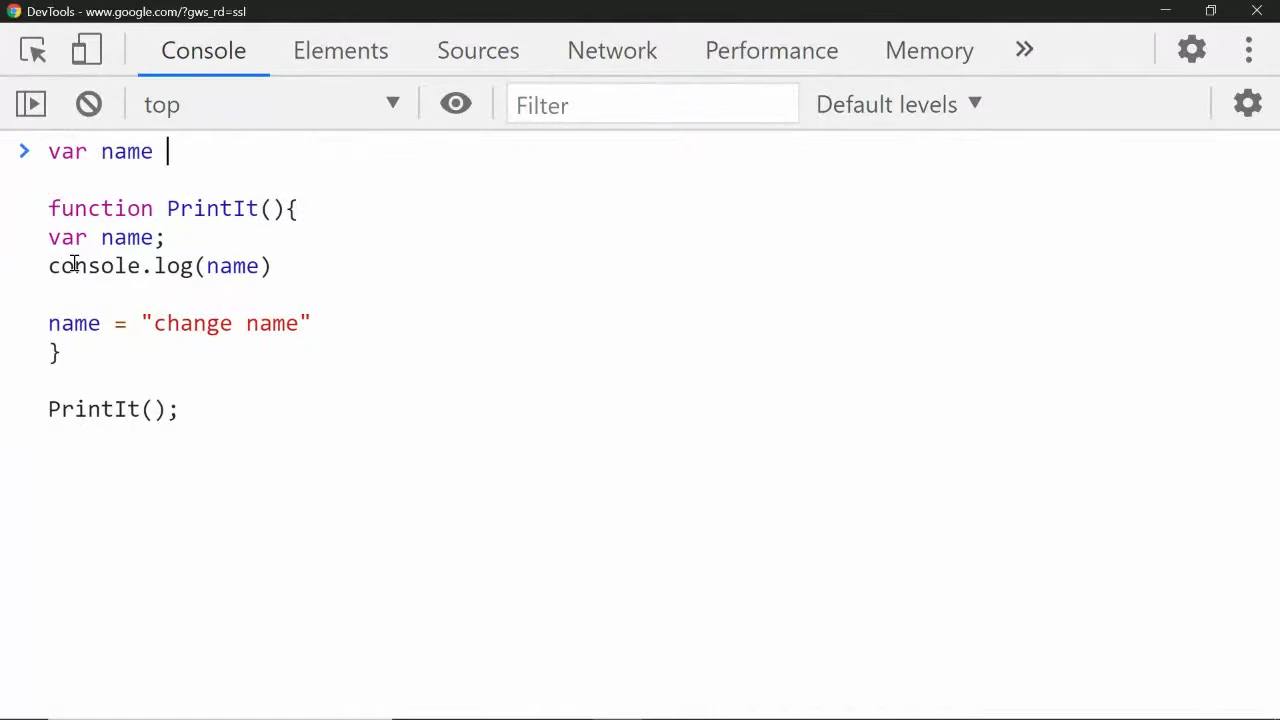 DevTools - www.google.com/?gws_rd=ssl
Console Elements Sources Network Performance Memory
top Filter Default levels
> var name
function PrintIt(){
var name;
console.log(name)
name = "change name"
}
PrintIt();